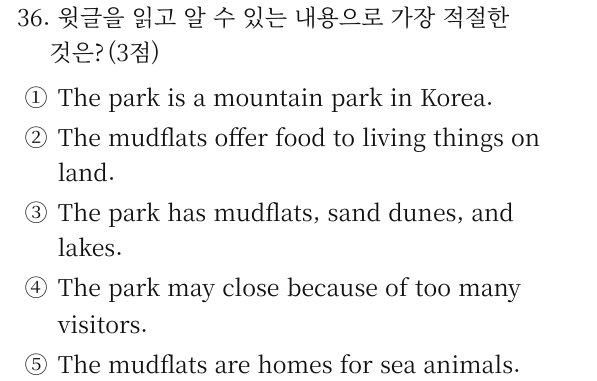 36. 윗글을 읽고 알 수 있는 내용으로 가장 적절한
것은? (3점)
① The park is a mountain park in Korea.
② The mudflats offer food to living things on
land.
③ The park has mudflats, sand dunes, and
lakes.
④ The park may close because of too many
visitors.
⑤ The mudflats are homes for sea animals.